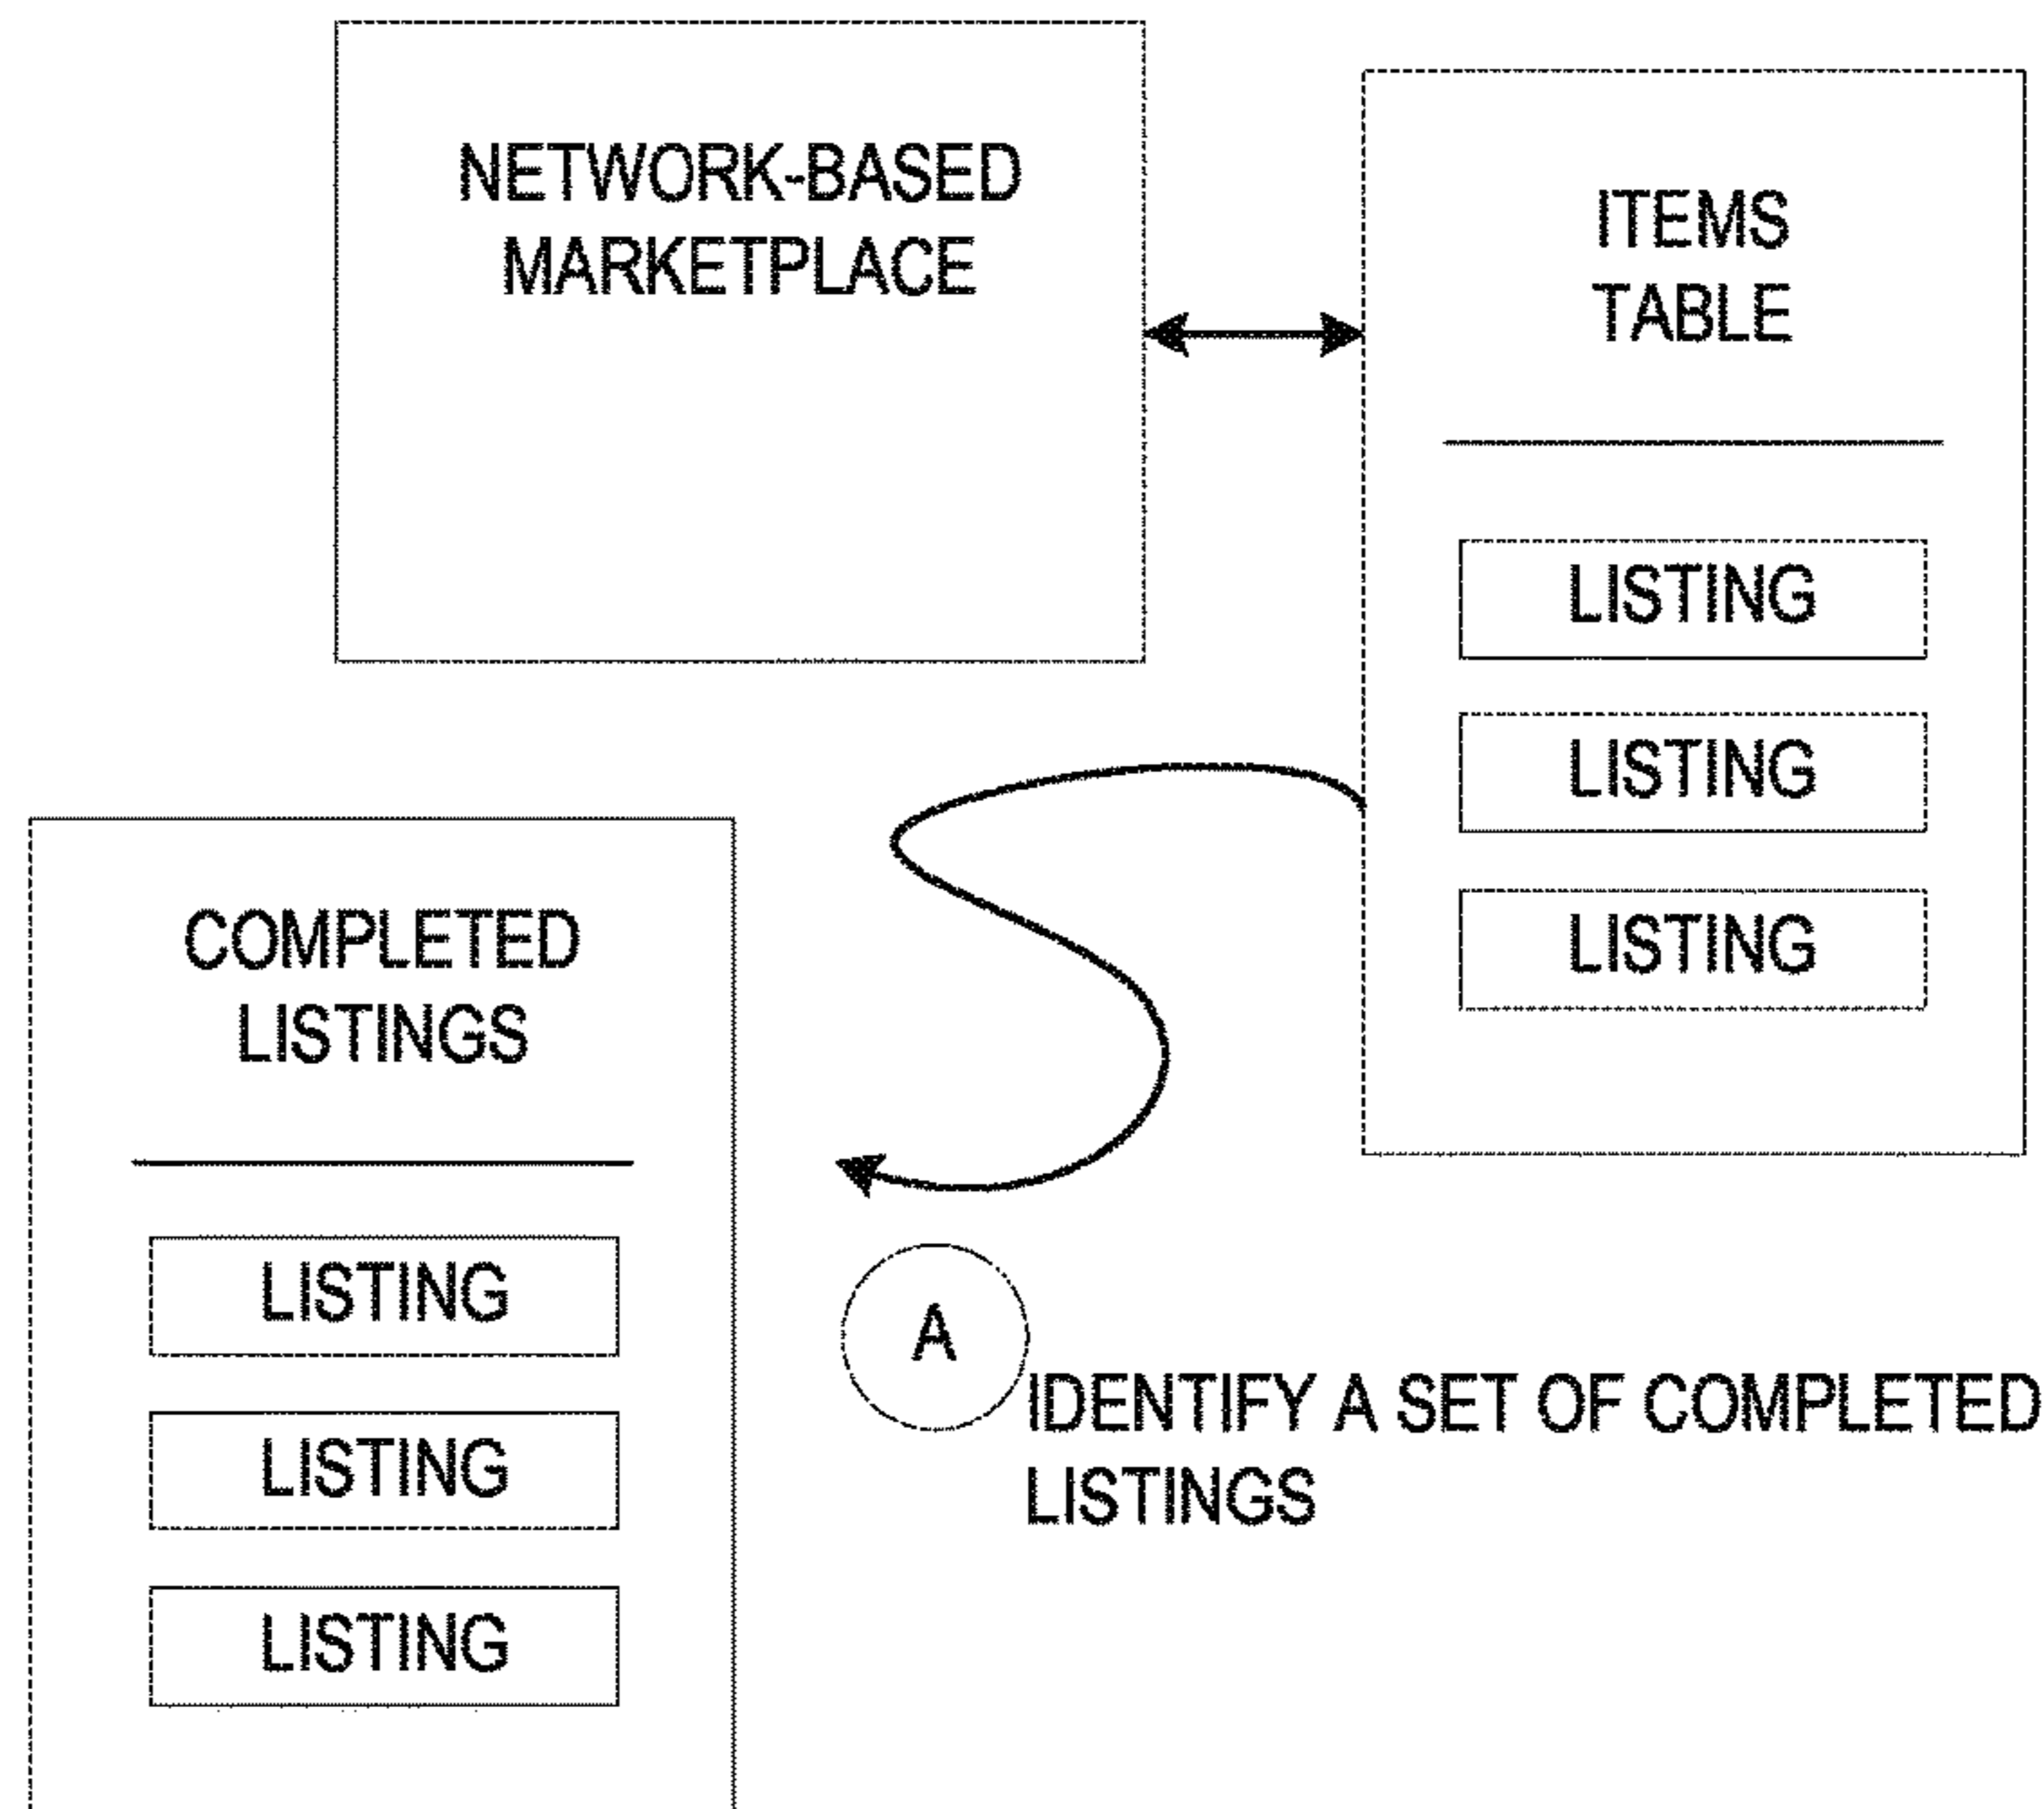 NETWORK-BASED
MARKETPLACE
ITEMS
TABLE
LISTING
LISTING
LISTING
COMPLETED
LISTINGS
LISTING
LISTING
LISTING
A
IDENTIFY A SET OF COMPLETED
LISTINGS